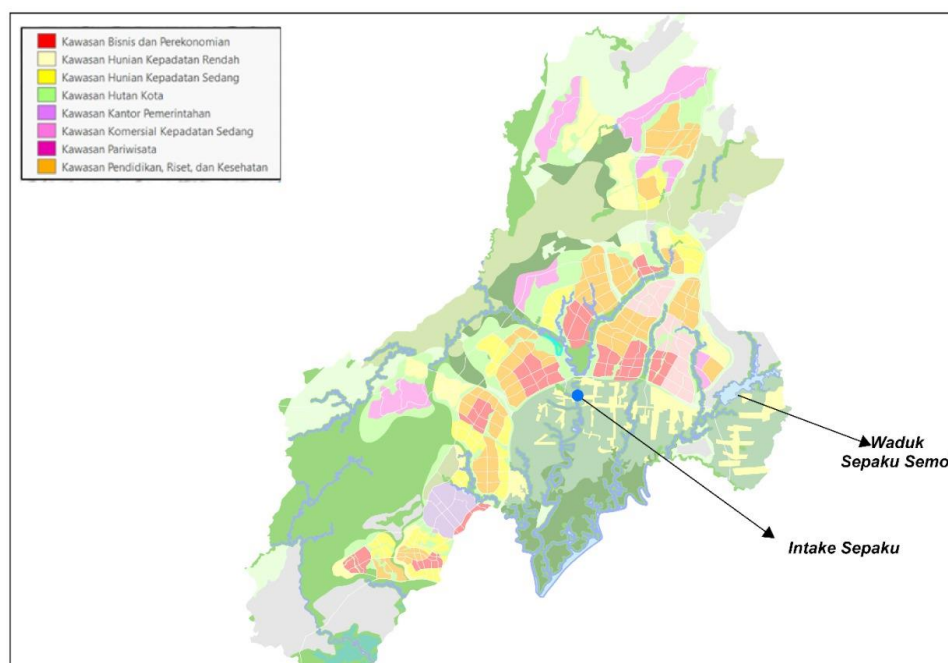 Kawasan Bisnis dan Perekonomian
Kawasan Hunian Kepadatan Rendah
Kawasan Hunian Kepadatan Sedang
Kawasan Hutan Kota
Kawasan Kantor Pemerintahan
Kawasan Komersial Kepadatan Sedang
Kawasan Pariwisata
Kawasan Pendidikan, Riset, dan Kesehatan
Waduk
Sepaku Semo
Intake Sepaku